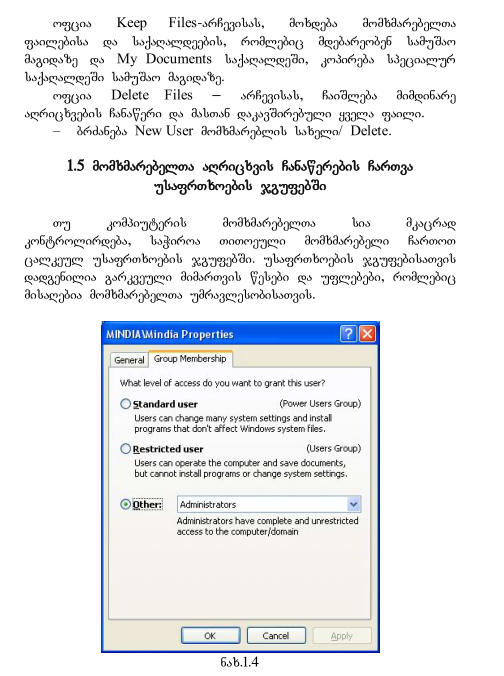 ოფცია Keep Files-არჩევისას, მოხდება მომხმარებელთა
ფაილებისა და საქაღალდეების, რომლებიც მდებარეობენ სამუშაო
მაგიდაზე და My Documents საქაღალდეში, კოპირება სპეციალურ
საქაღალდეში სამუშაო მაგიდაზე.
ოფცია Delete Files – არჩევისას, ჩაიშლება მიმდინარე
აღრიცხვების ჩანაწერი და მასთან დაკავშირებული ყველა ფაილი.
– ბრძანება New User მომხმარებლის სახელი/ Delete.
1.5 მომხმარებელთა აღრიცხვის ჩანაწერების ჩართვა
უსაფრთხოების ჯგუფებში
თუ კომპიუტერის მომხმარებელთა სია მკაცრად
კონტროლირდება, საჭიროა თითოეული მომხმარებელი ჩართოთ
ცალკეულ უსაფრთხოების ჯგუფებში. უსაფრთხოების ჯგუფებისათვის
დადგენილია გარკვეული მიმართვის წესები და უფლებები, რომლებიც
მისაღებია მომხმარებელთა უმრავლესობისათვის.
MINDIA\Mindia Properties
General Group Membership
What level of access do you want to grant this user?
Standard user (Power Users Group)
Users can change many system settings and install
programs that don't affect Windows system files.
Restricted user (Users Group)
Users can operate the computer and save documents,
but cannot install programs or change system settings.
Other: Administrators
Administrators have complete and unrestricted
access to the computer/domain
OK Cancel Apply
ნახ.1.4